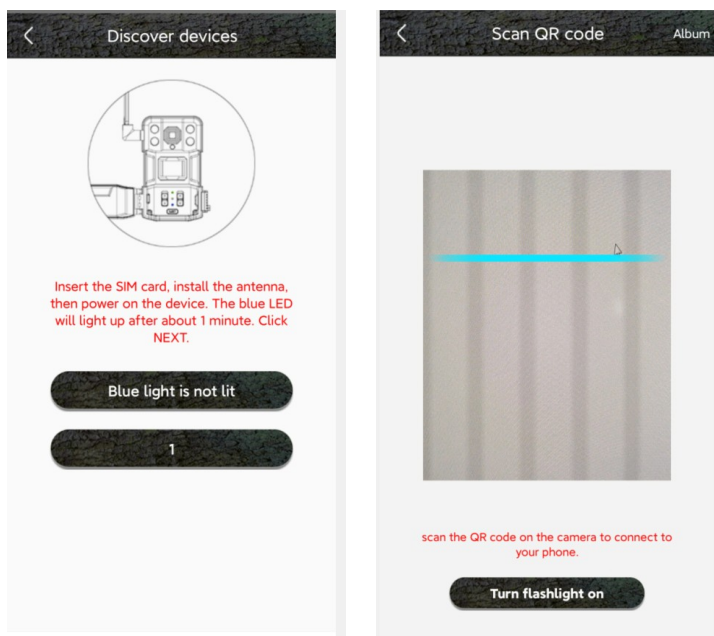 Discover devices
Insert the SIM card, install the antenna,
then power on the device. The blue LED
will light up after about 1 minute. Click
NEXT.
Blue light is not lit
1
Scan QR code
Album
scan the QR code on the camera to connect to
your phone.
Turn flashlight on